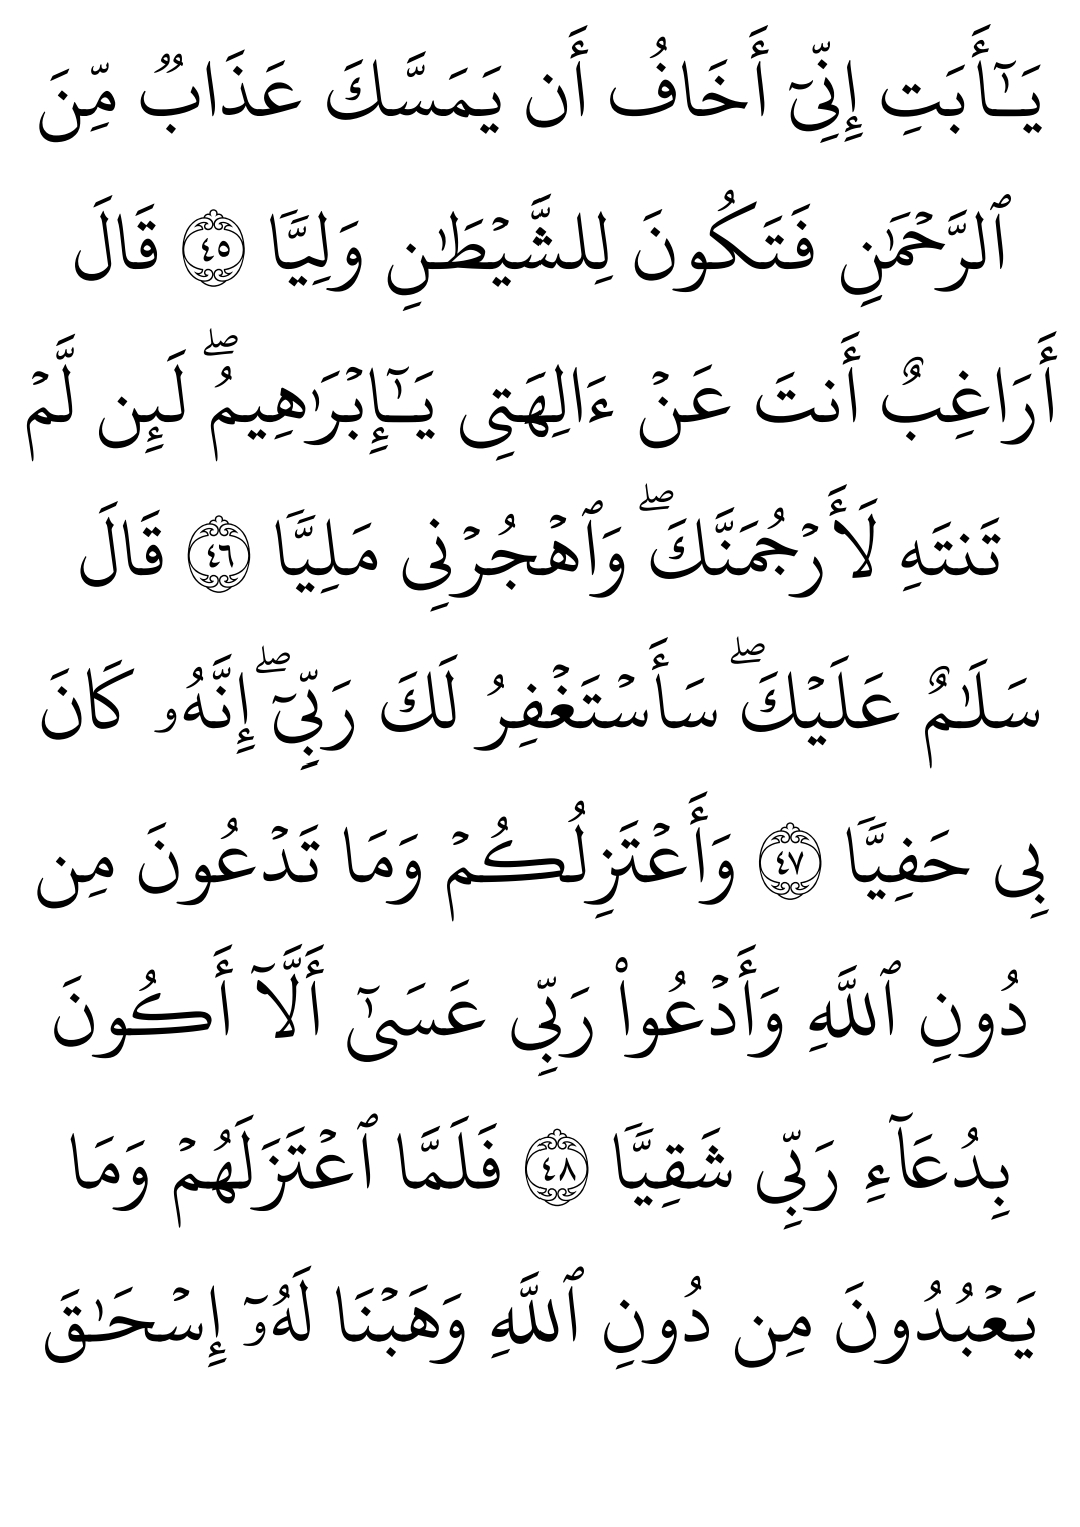 يَـٰٓأَبَتِ إِنِّىٓ أَخَافُ أَن يَمَسَّكَ عَذَابٌ مِّنَ
ٱلرَّحْمَـٰنِ فَتَكُونَ لِلشَّيْطَـٰنِ وَلِيًّا ۝٤٥ قَالَ
أَرَاغِبٌ أَنتَ عَنْ ءَالِهَتِى يَـٰٓإِبْرَٰهِيمُ ۖ لَئِن لَّمْ
تَنتَهِ لَأَرْجُمَنَّكَ ۖ وَٱهْجُرْنِى مَلِيًّا ۝٤٦ قَالَ
سَلَـٰمٌ عَلَيْكَ ۖ سَأَسْتَغْفِرُ لَكَ رَبِّىٓ ۖ إِنَّهُۥ كَانَ
بِى حَفِيًّا ۝٤٧ وَأَعْتَزِلُكُمْ وَمَا تَدْعُونَ مِن
دُونِ ٱللَّهِ وَأَدْعُوا۟ رَبِّى عَسَىٰٓ أَلَّآ أَكُونَ
بِدُعَآءِ رَبِّى شَقِيًّا ۝٤٨ فَلَمَّا ٱعْتَزَلَهُمْ وَمَا
يَعْبُدُونَ مِن دُونِ ٱللَّهِ وَهَبْنَا لَهُۥٓ إِسْحَـٰقَ